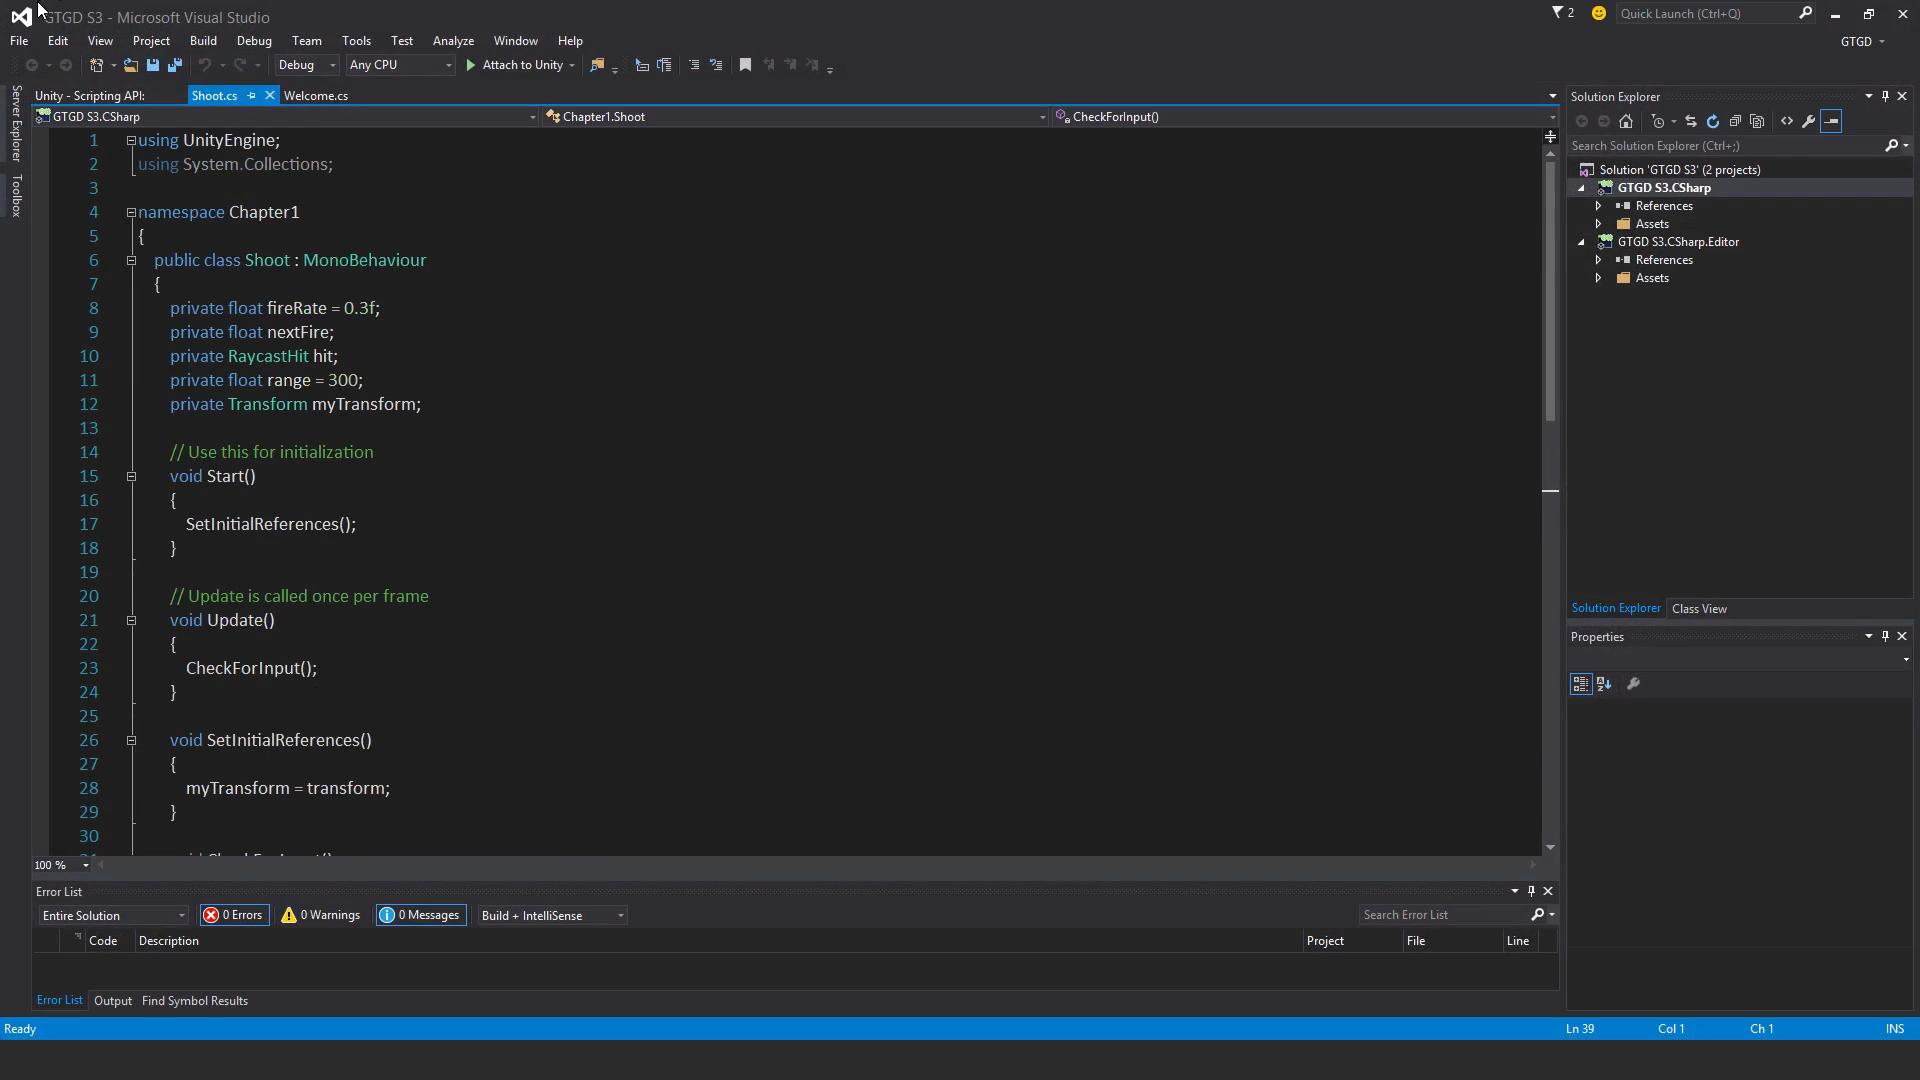 GTGD S3 - Microsoft Visual Studio
2
Quick Launch (Ctrl+Q)
File Edit View Project Build Debug Team Tools Test Analyze Window Help
GTGD
Debug Any CPU Attach to Unity
Server Explorer
Toolbox
Unity - Scripting API: Shoot.cs Welcome.cs
GTGD S3.CSharp Chapter1.Shoot CheckForInput()
1 using UnityEngine;
2 using System.Collections;
3
4 namespace Chapter1
5 {
6 public class Shoot : MonoBehaviour
7 {
8 private float fireRate = 0.3f;
9 private float nextFire;
10 private RaycastHit hit;
11 private float range = 300;
12 private Transform myTransform;
13
14 // Use this for initialization
15 void Start()
16 {
17 SetInitialReferences();
18 }
19
20 // Update is called once per frame
21 void Update()
22 {
23 CheckForInput();
24 }
25
26 void SetInitialReferences()
27 {
28 myTransform = transform;
29 }
30
100 %
Solution Explorer
Search Solution Explorer (Ctrl+;)
Solution 'GTGD S3' (2 projects)
GTGD S3.CSharp
References
Assets
GTGD S3.CSharp.Editor
References
Assets
Solution Explorer Class View
Properties
Error List
Entire Solution 0 Errors 0 Warnings 0 Messages Build + IntelliSense Search Error List
Code Description Project File Line
Error List Output Find Symbol Results
Ready Ln 39 Col 1 Ch 1 INS